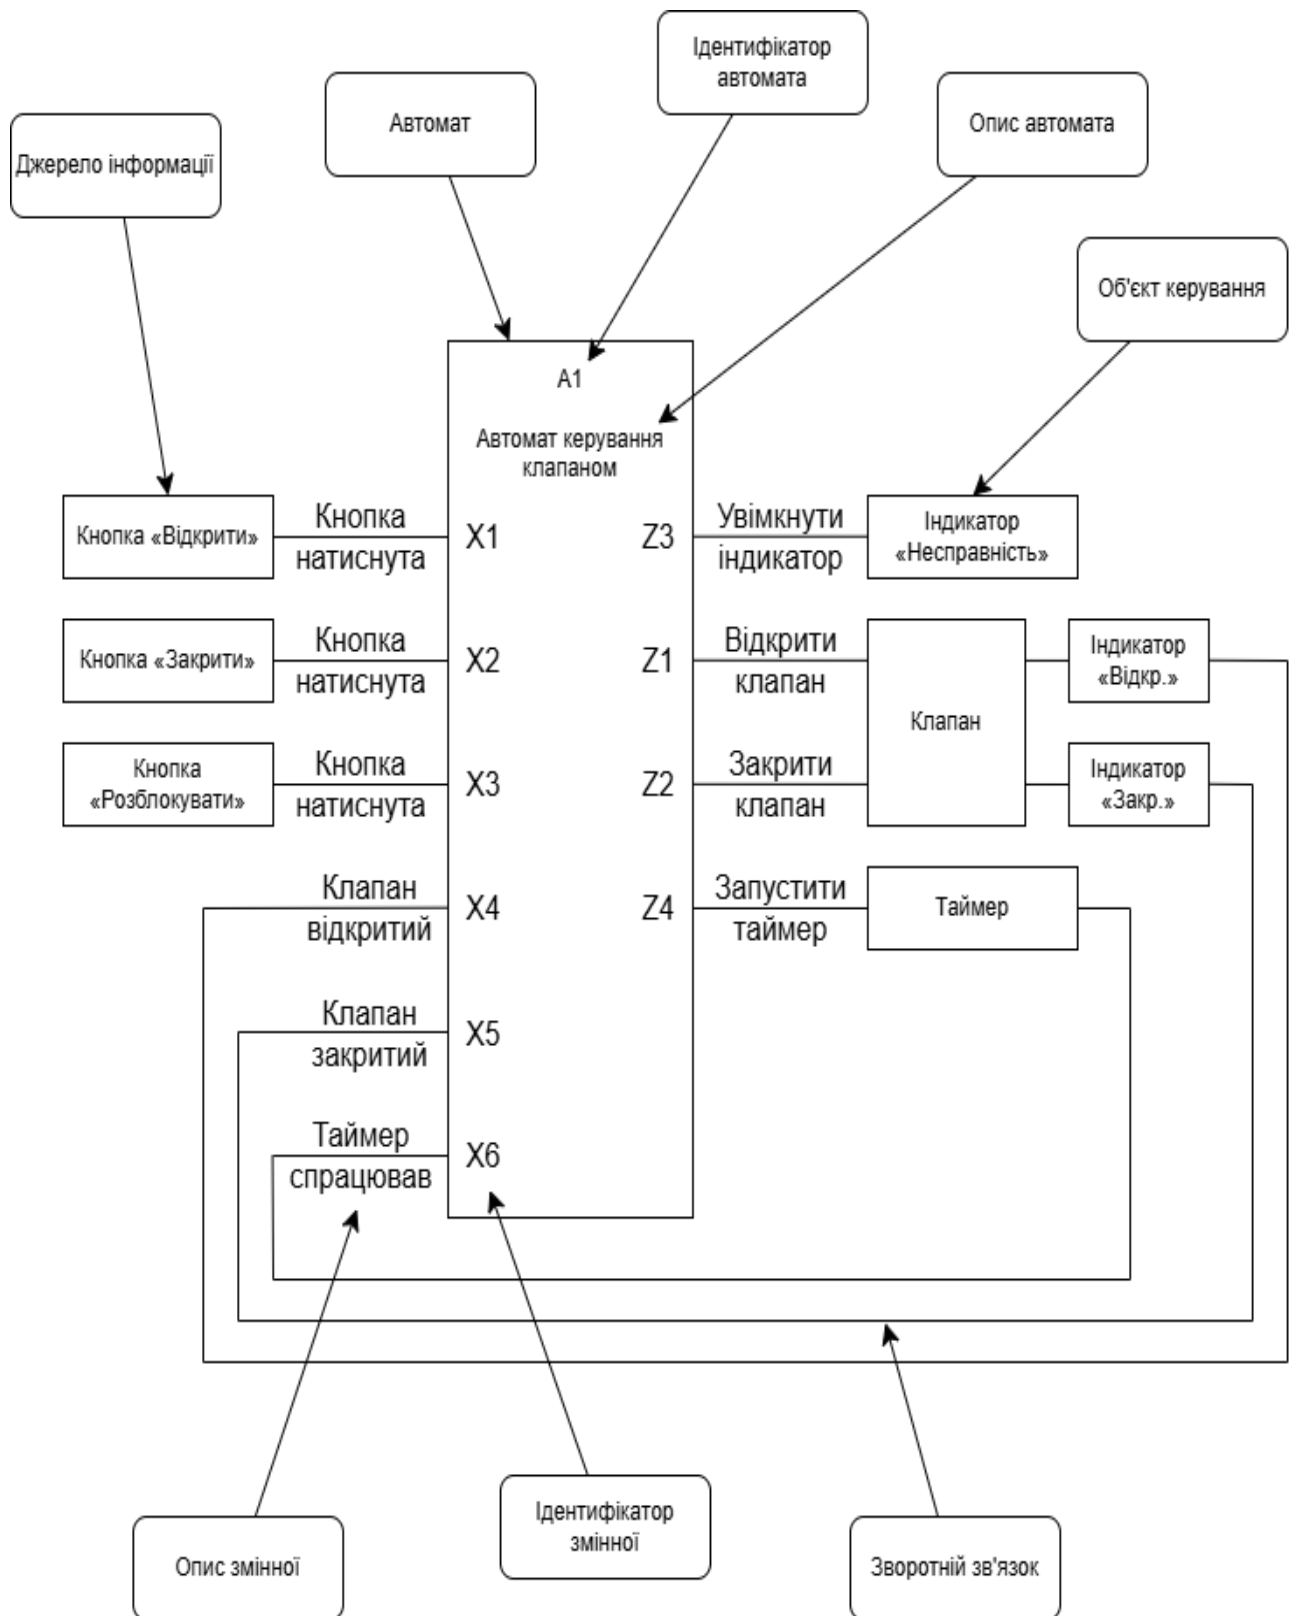 Ідентифікатор
автомата
Автомат
Опис автомата
Джерело інформації
Об'єкт керування
A1
Автомат керування
клапаном
Кнопка «Відкрити»
Кнопка
натиснута
X1
Z3
Увімкнути
індикатор
Індикатор
«Несправність»
Кнопка «Закрити»
Кнопка
натиснута
X2
Z1
Відкрити
клапан
Клапан
Індикатор
«Відкр.»
Кнопка
«Розблокувати»
Кнопка
натиснута
X3
Z2
Закрити
клапан
Індикатор
«Закр.»
Клапан
відкритий
X4
Z4
Запустити
таймер
Таймер
Клапан
закритий
X5
Таймер
спрацював
X6
Опис змінної
Ідентифікатор
змінної
Зворотній зв'язок